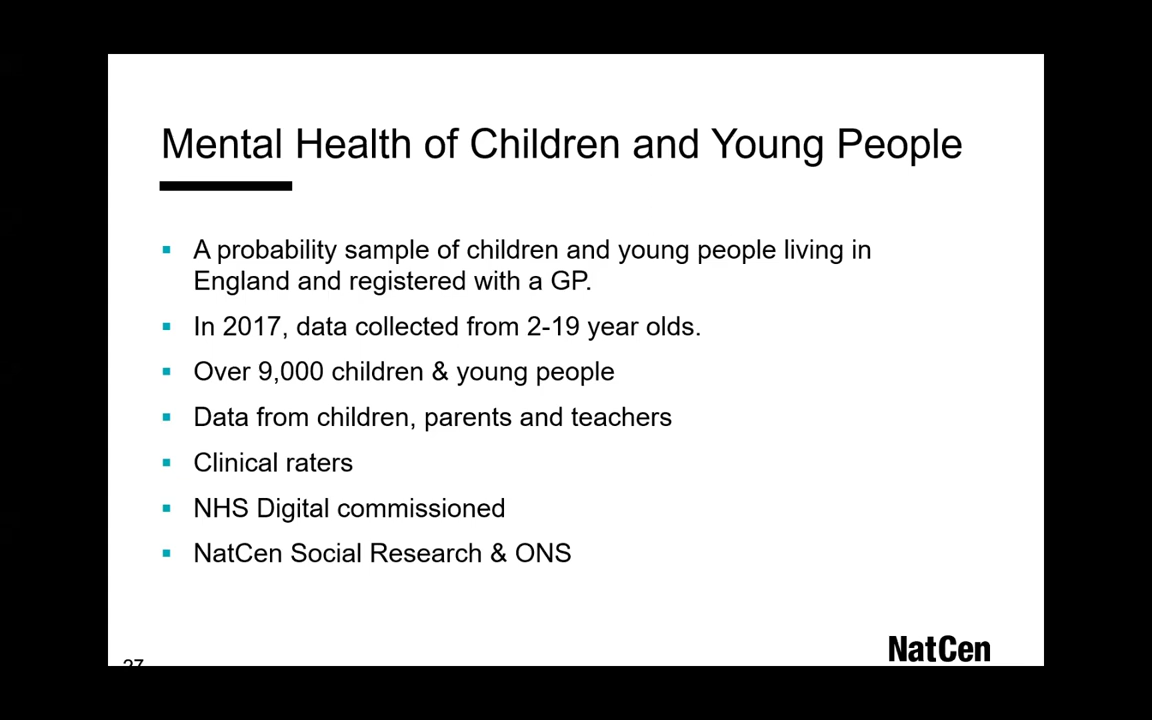 Mental Health of Children and Young People
A probability sample of children and young people living in
England and registered with a GP.
In 2017, data collected from 2-19 year olds.
Over 9,000 children & young people
Data from children, parents and teachers
Clinical raters
NHS Digital commissioned
NatCen Social Research & ONS
27
NatCen